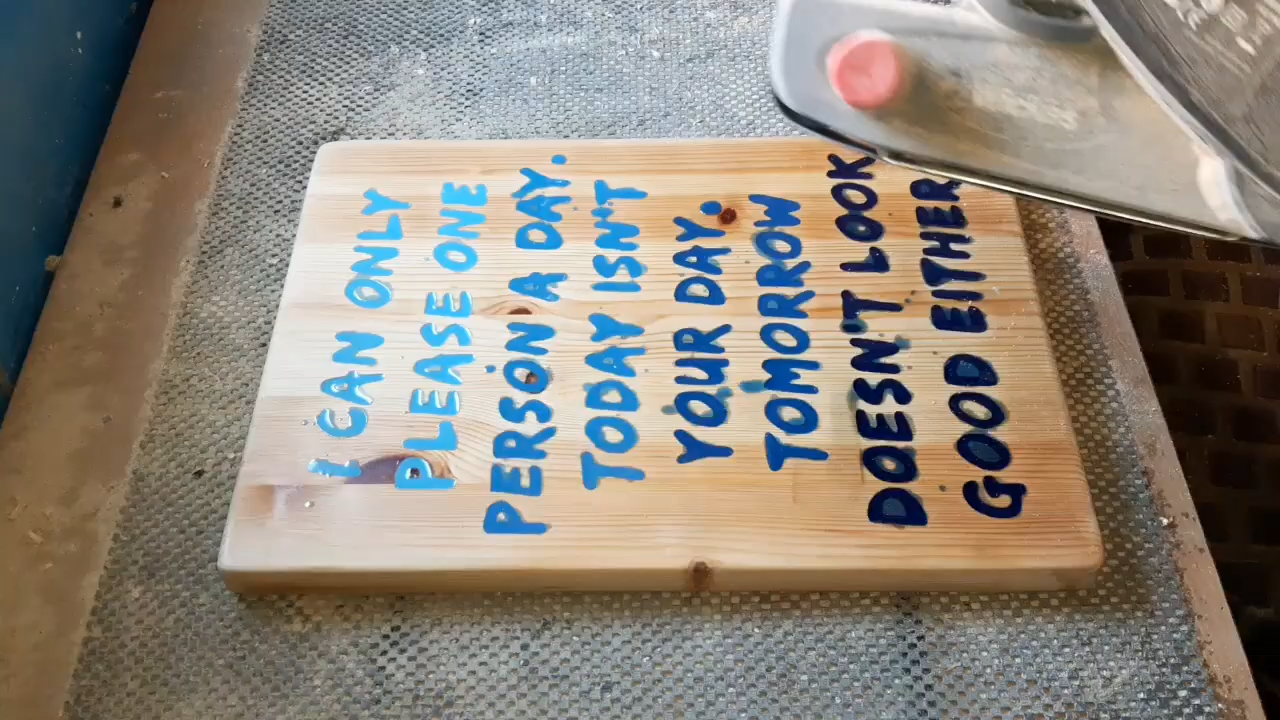 I CAN ONLY
PLEASE ONE
PERSON A DAY.
TODAY ISN'T
YOUR DAY.
TOMORROW
DOESN'T LOOK
GOOD EITHER